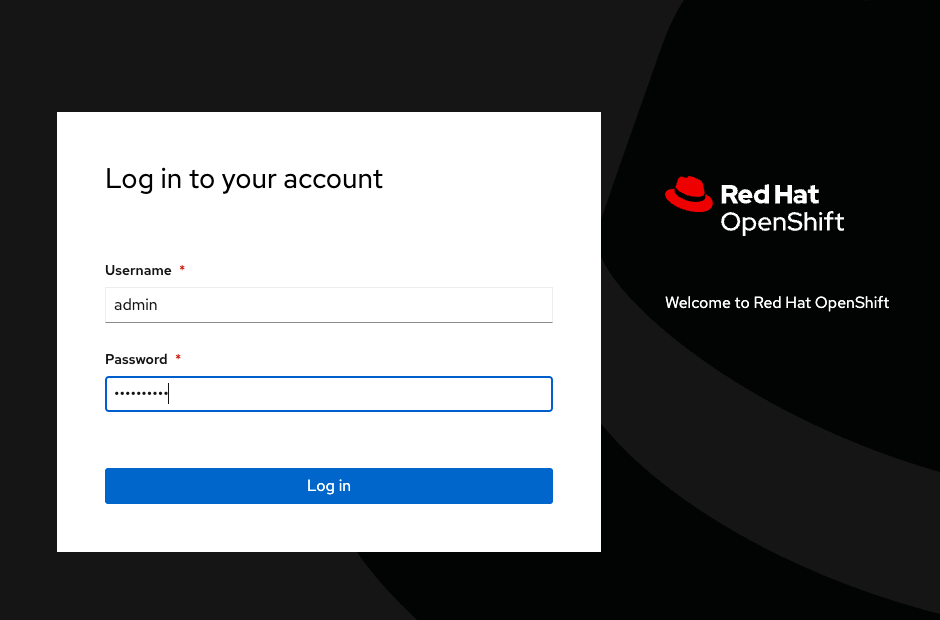 Log in to your account
Username *
admin
Password *
••••••••••
Log in
Red Hat
OpenShift
Welcome to Red Hat OpenShift